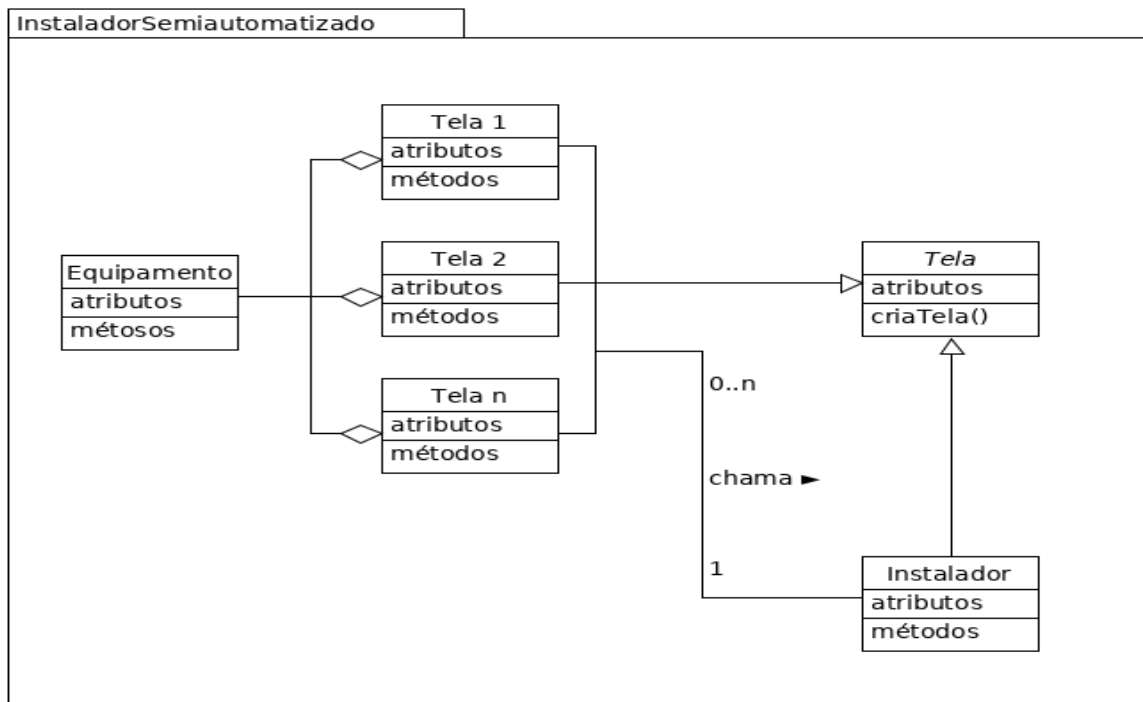 InstaladorSemiautomatizado
Tela 1
atributos
métodos
Equipamento
atributos
métosos
Tela 2
atributos
métodos
Tela n
atributos
métodos
Tela
atributos
criaTela()
0..n
chama ►
1
Instalador
atributos
métodos